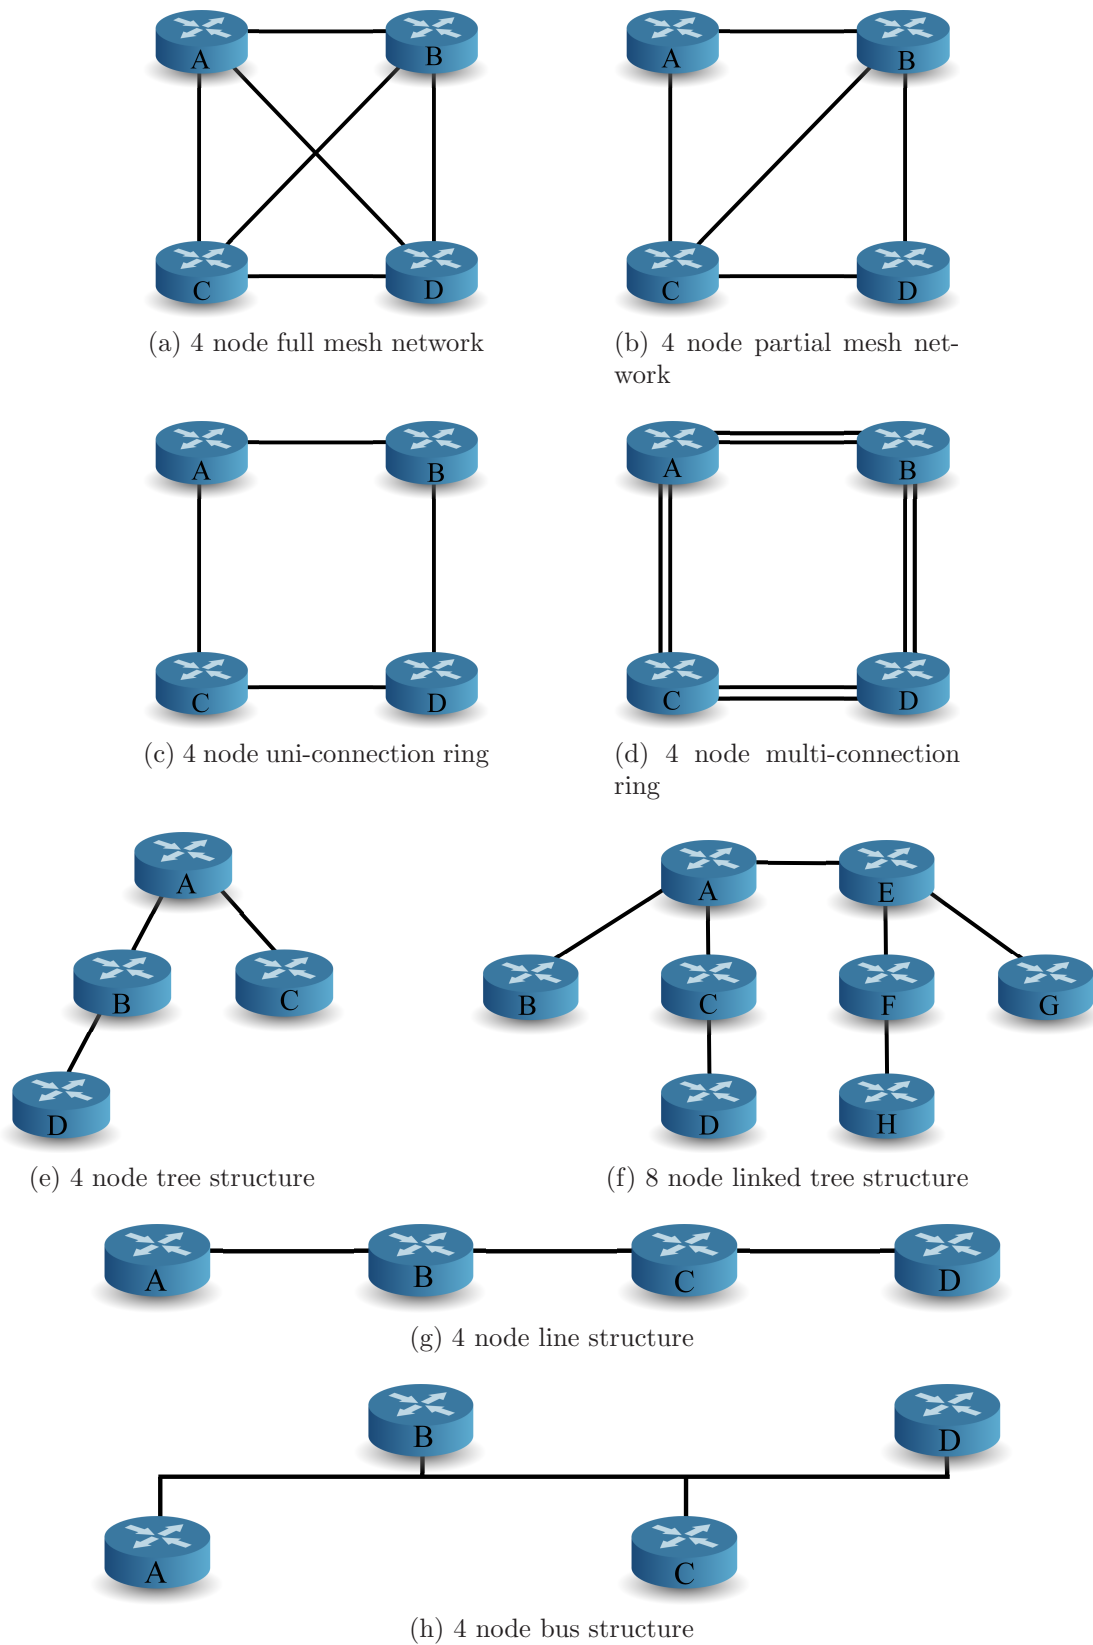 A B
C D
(a) 4 node full mesh network
A B
C D
(b) 4 node partial mesh net-
work
A B
C D
(c) 4 node uni-connection ring
A B
C D
(d) 4 node multi-connection
ring
A
B C
D
(e) 4 node tree structure
A E
B C F G
D H
(f) 8 node linked tree structure
A B C D
(g) 4 node line structure
B D
A C
(h) 4 node bus structure